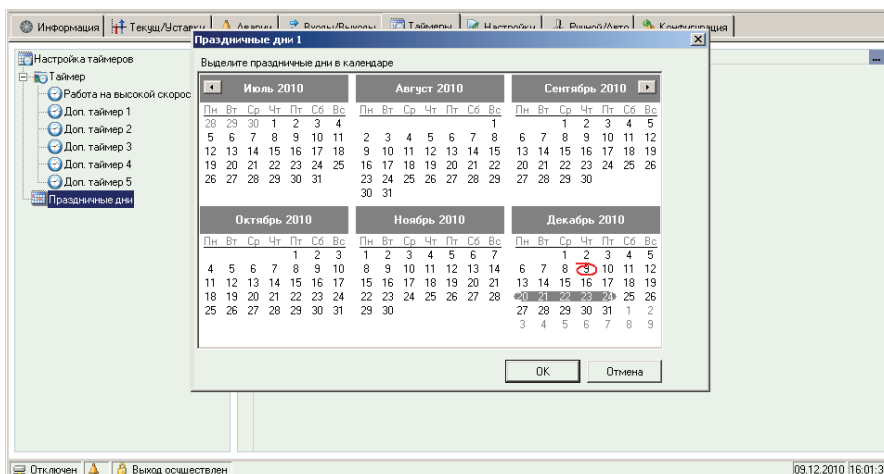 Информация Текущ/Уставки Аварии Входы/Выходы Таймеры Настройки Ручной/Авто Конфигурация
Праздничные дни 1
Настройка таймеров
Таймер
Работа на высокой скорос
Доп. таймер 1
Доп. таймер 2
Доп. таймер 3
Доп. таймер 4
Доп. таймер 5
Праздничные дни
Выделите праздничные дни в календаре
Июль 2010 Август 2010 Сентябрь 2010
Пн Вт Ср Чт Пт Сб Вс Пн Вт Ср Чт Пт Сб Вс Пн Вт Ср Чт Пт Сб Вс
28 29 30 1 2 3 4 1 1 2 3 4 5
5 6 7 8 9 10 11 2 3 4 5 6 7 8 6 7 8 9 10 11 12
12 13 14 15 16 17 18 9 10 11 12 13 14 15 13 14 15 16 17 18 19
19 20 21 22 23 24 25 16 17 18 19 20 21 22 20 21 22 23 24 25 26
26 27 28 29 30 31 23 24 25 26 27 28 29 27 28 29 30
30 31
Октябрь 2010 Ноябрь 2010 Декабрь 2010
Пн Вт Ср Чт Пт Сб Вс Пн Вт Ср Чт Пт Сб Вс Пн Вт Ср Чт Пт Сб Вс
1 2 3 1 2 3 4 5 6 7 1 2 3 4 5
4 5 6 7 8 9 10 8 9 10 11 12 13 14 6 7 8 9 10 11 12
11 12 13 14 15 16 17 15 16 17 18 19 20 21 13 14 15 16 17 18 19
18 19 20 21 22 23 24 22 23 24 25 26 27 28 20 21 22 23 24 25 26
25 26 27 28 29 30 31 29 30 27 28 29 30 31 1 2
3 4 5 6 7 8 9
OK Отмена
Отключен Выход осуществлен 09.12.2010 16:01:3